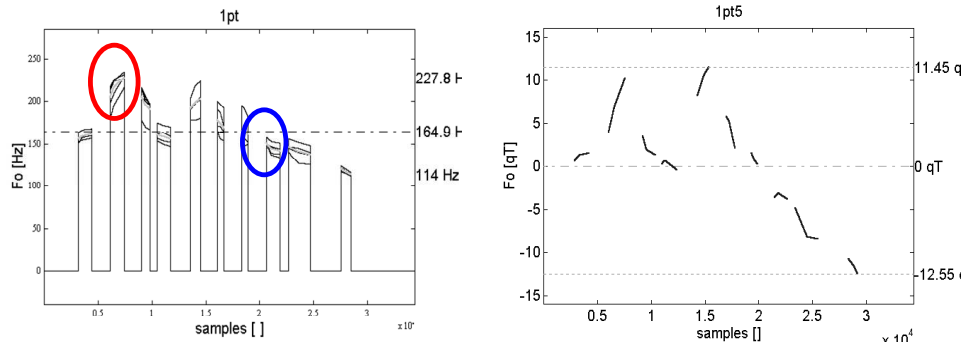 1pt
Fo [Hz]
250
200
150
100
50
0
227.8 H
164.9 H
114 Hz
0.5
1
1.5
2
2.5
3
samples [ ]
x 10
1pt5
Fo [qT]
15
10
5
0
-5
-10
-15
11.45 q
0 qT
-12.55
0.5
1
1.5
2
2.5
3
samples []
x 10⁴